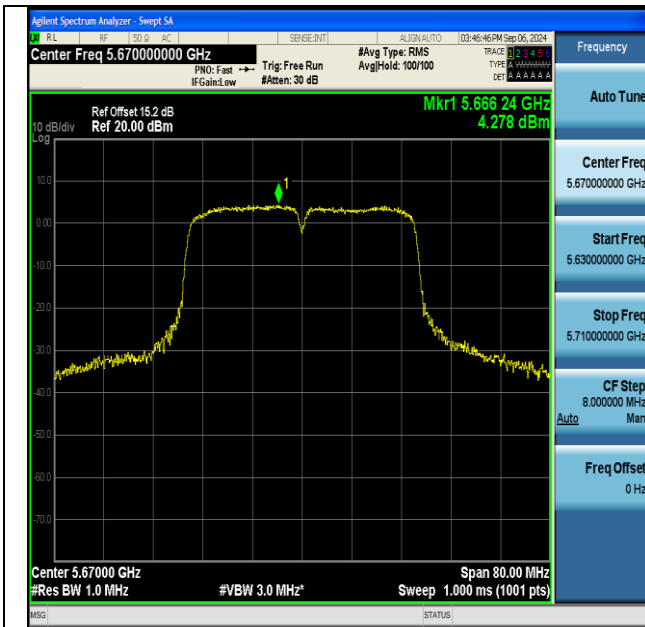 Agilent Spectrum Analyzer - Swept SA
RL RF 50 Ω AC SENSE:INT ALIGN AUTO 03:46:46 PM Sep 06, 2024
Center Freq 5.670000000 GHz
PNO: Fast
IFGain:Low
Trig: Free Run
#Atten: 30 dB
#Avg Type: RMS
Avg|Hold: 100/100
TRACE 1 2 3 4 5 6
TYPE A WWWWW
DET A A A A A A
Frequency
Auto Tune
Center Freq
5.670000000 GHz
Start Freq
5.630000000 GHz
Stop Freq
5.710000000 GHz
CF Step
8.000000 MHz
Auto Man
Freq Offset
0 Hz
Mkr1 5.666 24 GHz
4.278 dBm
Ref Offset 15.2 dB
10 dB/div Ref 20.00 dBm
Log
1
10.0
0.00
-10.0
-20.0
-30.0
-40.0
-50.0
-60.0
-70.0
Center 5.67000 GHz Span 80.00 MHz
#Res BW 1.0 MHz #VBW 3.0 MHz* Sweep 1.000 ms (1001 pts)
MSG STATUS